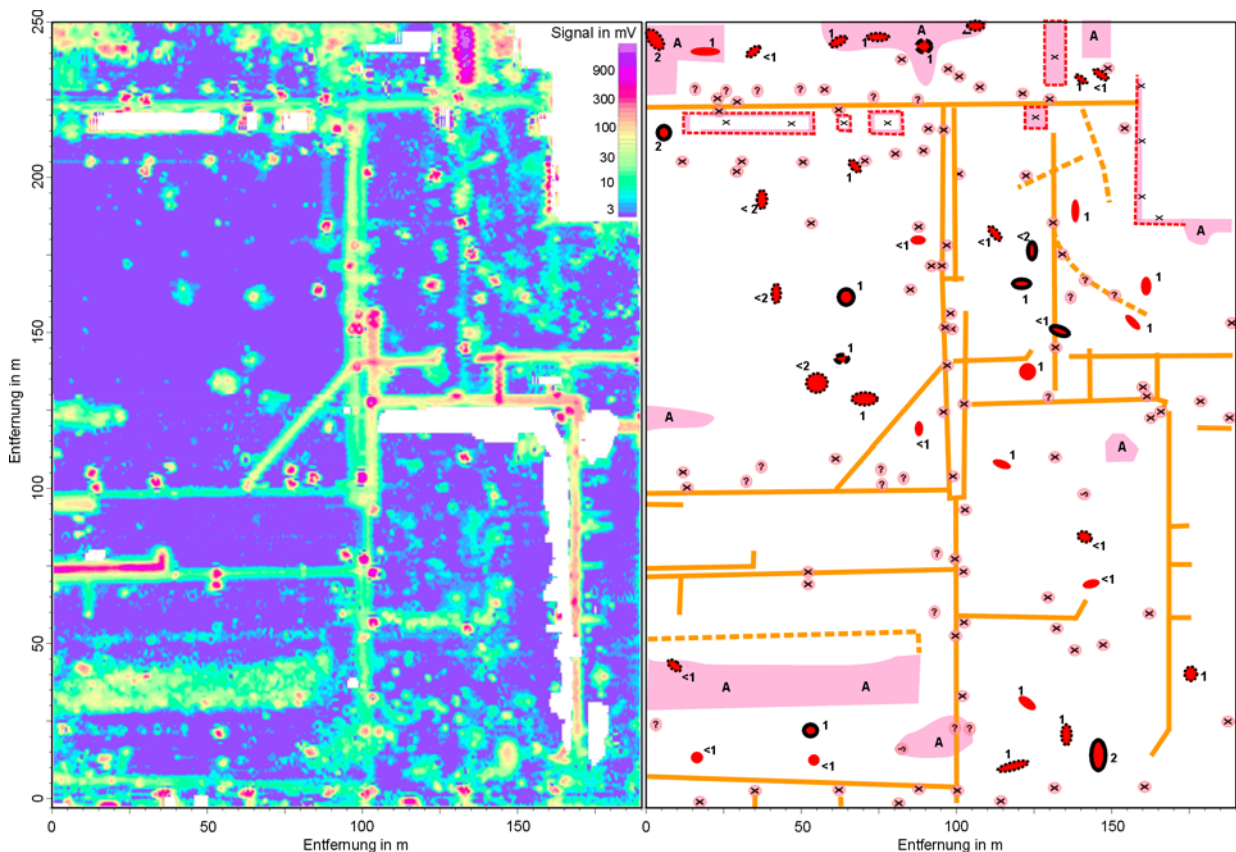 250
200
150
100
50
0
Entfernung in m
Signal in mV
900
300
100
30
10
3
0 50 100 150
Entfernung in m
A 1 1 1 A A
2 <1 1 1 <1
2
1
<2 1
<1 <1 <2 A
<2 1 1 1
<1 1
1
<2 1
1
A <1 A
1
<1
<1
<1 A A 1
1 1
1 A
<1 <1 1 2
0 50 100 150
Entfernung in m